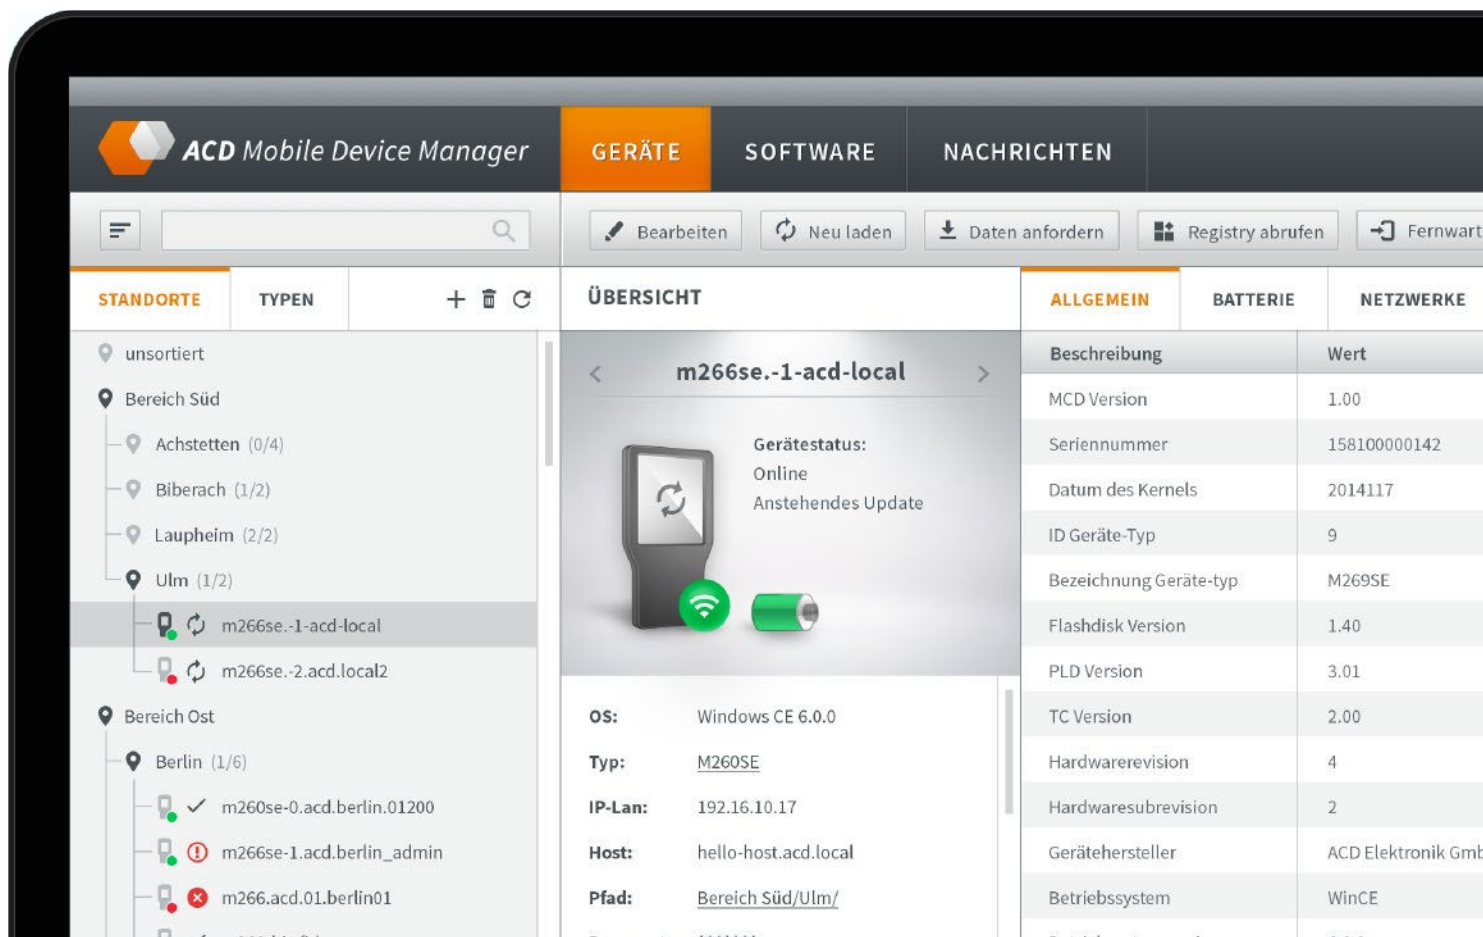 ACD Mobile Device Manager
GERÄTE
SOFTWARE
NACHRICHTEN
Bearbeiten
Neu laden
Daten anfordern
Registry abrufen
Fernwart
STANDORTE
TYPEN
unsortiert
Bereich Süd
Achstetten (0/4)
Biberach (1/2)
Laupheim (2/2)
Ulm (1/2)
m266se.-1-acd-local
m266se.-2.acd.local2
Bereich Ost
Berlin (1/6)
m260se-0.acd.berlin.01200
m266se-1.acd.berlin_admin
m266.acd.01.berlin01
ÜBERSICHT
m266se.-1-acd-local
Gerätestatus:
Online
Anstehendes Update
OS: Windows CE 6.0.0
Typ: M260SE
IP-Lan: 192.16.10.17
Host: hello-host.acd.local
Pfad: Bereich Süd/Ulm/
ALLGEMEIN
BATTERIE
NETZWERKE
Beschreibung Wert
MCD Version 1.00
Seriennummer 158100000142
Datum des Kernels 2014117
ID Geräte-Typ 9
Bezeichnung Geräte-typ M269SE
Flashdisk Version 1.40
PLD Version 3.01
TC Version 2.00
Hardwarerevision 4
Hardwaresubrevision 2
Gerätehersteller ACD Elektronik Gmb
Betriebssystem WinCE